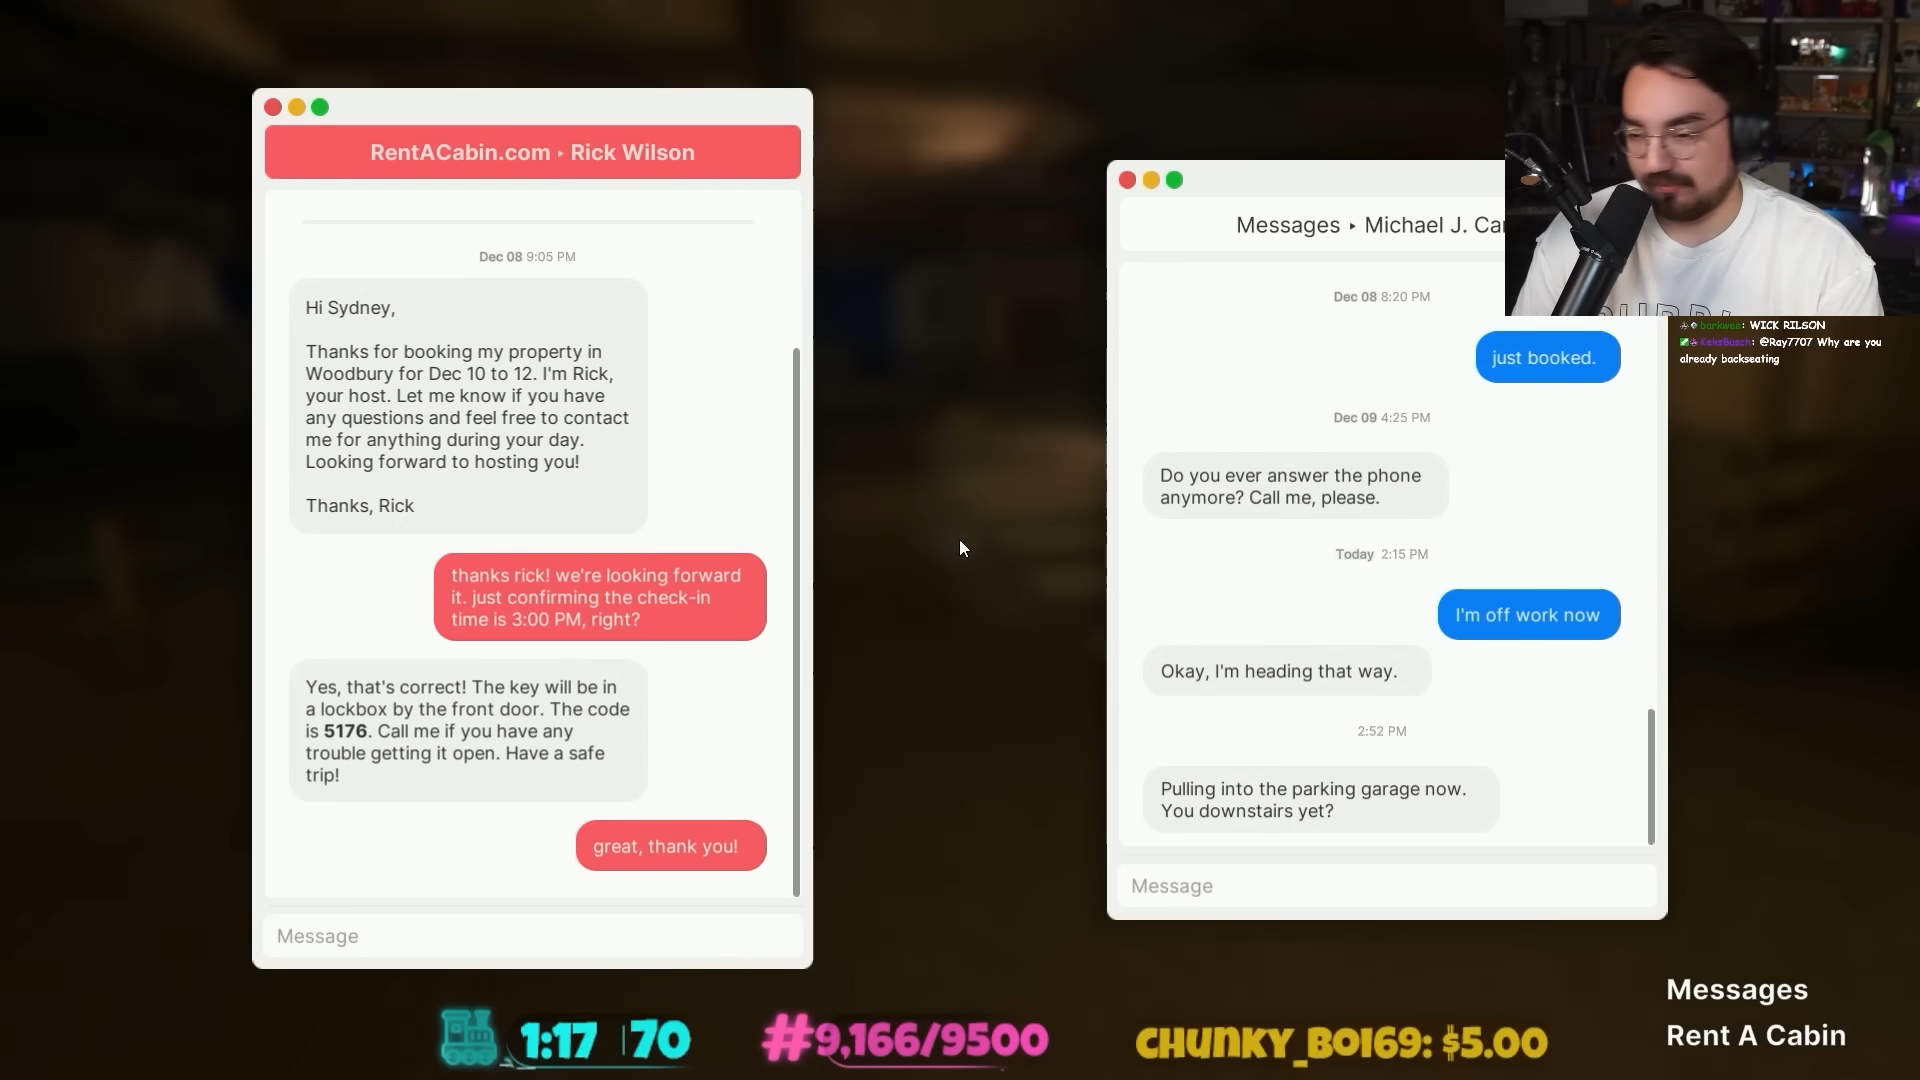 RentACabin.com ▸ Rick Wilson
Dec 08 9:05 PM
Hi Sydney,
Thanks for booking my property in
Woodbury for Dec 10 to 12. I'm Rick,
your host. Let me know if you have
any questions and feel free to contact
me for anything during your day.
Looking forward to hosting you!
Thanks, Rick
thanks rick! we're looking forward
it. just confirming the check-in
time is 3:00 PM, right?
Yes, that's correct! The key will be in
a lockbox by the front door. The code
is 5176. Call me if you have any
trouble getting it open. Have a safe
trip!
great, thank you!
Message
Messages ▸ Michael J. Car
Dec 08 8:20 PM
just booked.
Dec 09 4:25 PM
Do you ever answer the phone
anymore? Call me, please.
Today 2:15 PM
I'm off work now
Okay, I'm heading that way.
2:52 PM
Pulling into the parking garage now.
You downstairs yet?
Message
barkwes: WICK RILSON
KeksBusch: @Ray7707 Why are you
already backseating
Messages
Rent A Cabin
1:17 | 70
#9,166/9500
CHUNKY_BOI69: $5.00